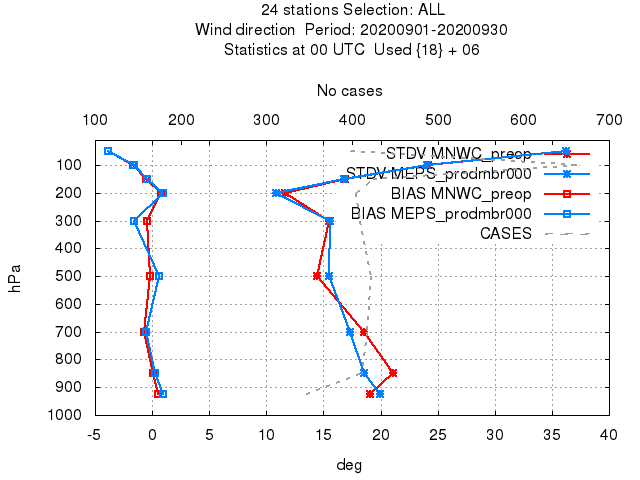 24 stations Selection: ALL
Wind direction  Period: 20200901-20200930
Statistics at 00 UTC  Used {18} + 06
No cases
100 200 300 400 500 600 700
STDV MNWC_preop
STDV MEPS_prodmbr000
BIAS MNWC_preop
BIAS MEPS_prodmbr000
CASES
100
200
300
400
500
600
700
800
900
1000
hPa
-5 0 5 10 15 20 25 30 35 40
deg